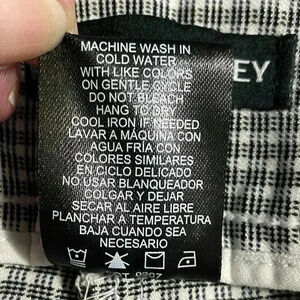 MACHINE WASH IN
COLD WATER
WITH LIKE COLORS
ON GENTLE CYCLE
DO NOT BLEACH
HANG TO DRY
COOL IRON IF NEEDED
LAVAR A MÁQUINA CON
AGUA FRÍA CON
COLORES SIMILARES
EN CICLO DELICADO
NO USAR BLANQUEADOR
COLGAR Y DEJAR
SECAR AL AIRE LIBRE
PLANCHAR A TEMPERATURA
BAJA CUANDO SEA
NECESARIO
EY